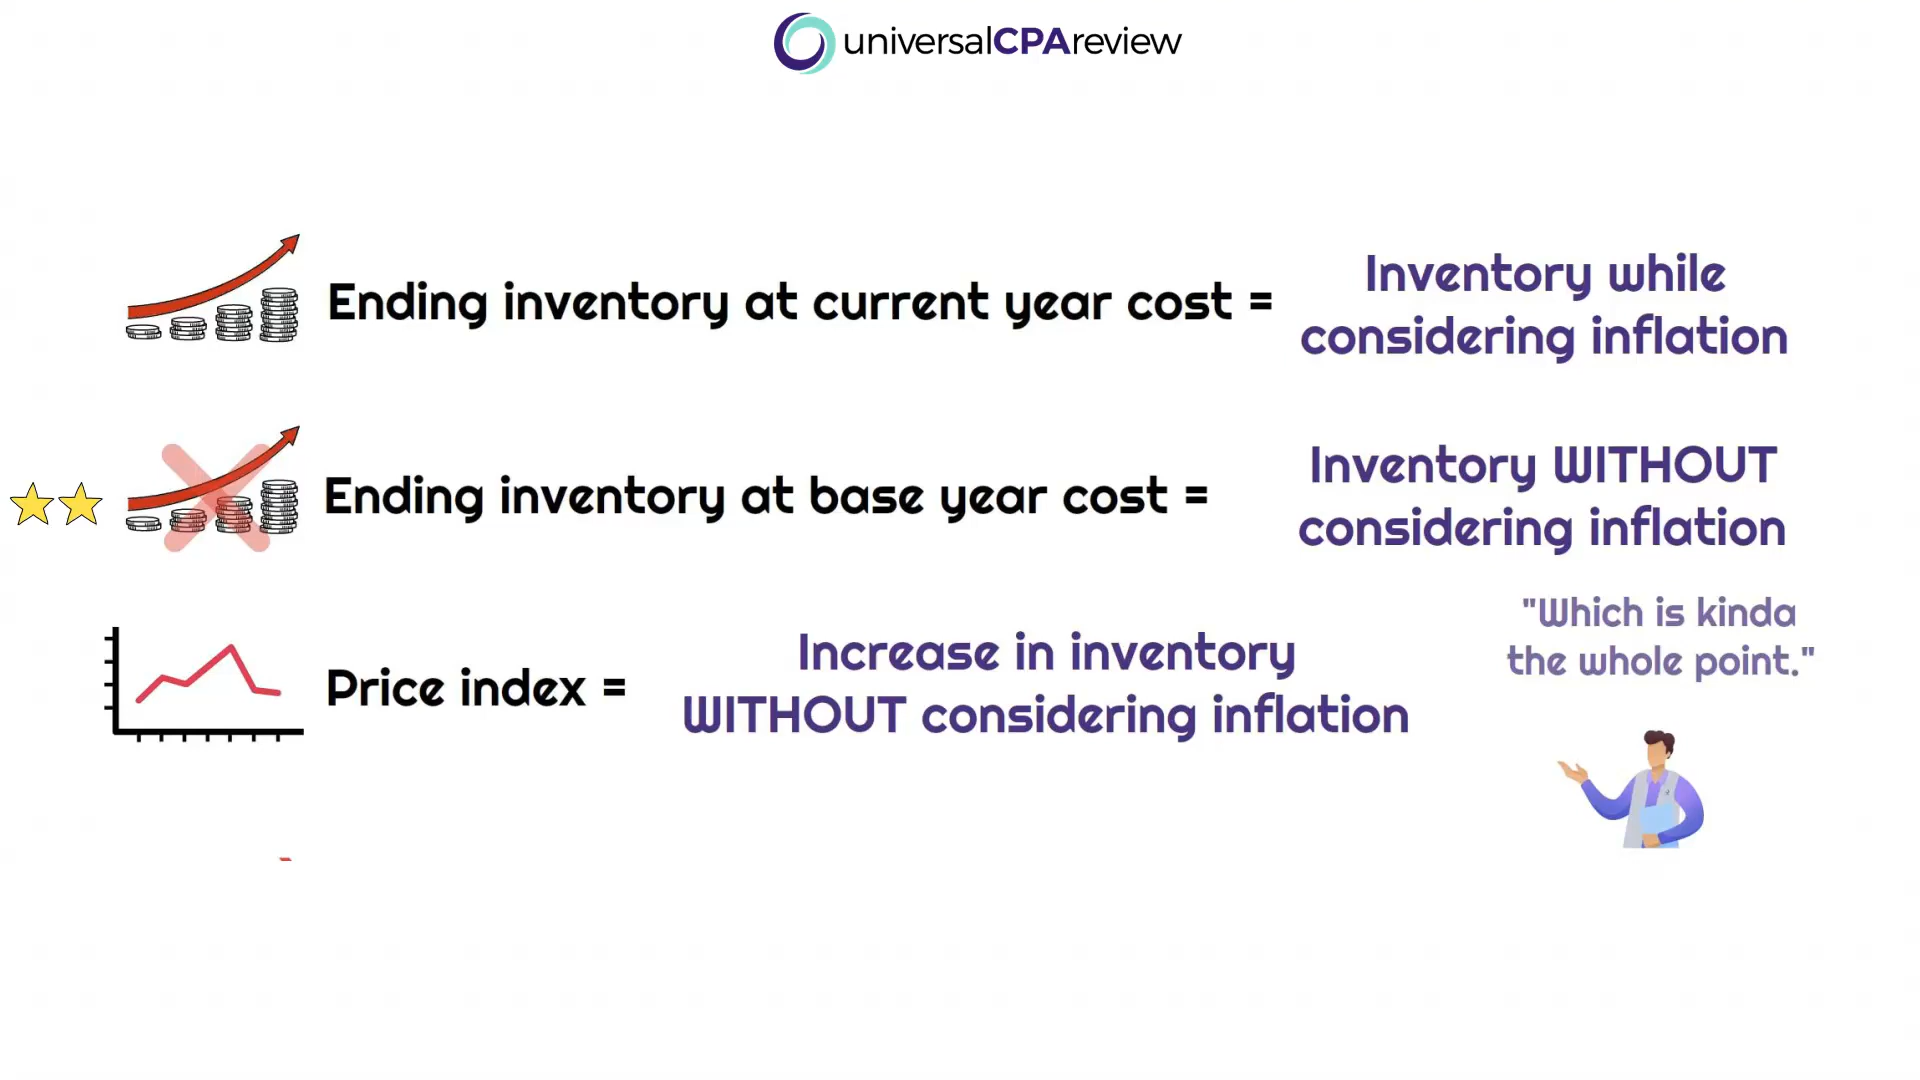 universalCPAreview
Ending inventory at current year cost =
Inventory while
considering inflation
Ending inventory at base year cost =
Inventory WITHOUT
considering inflation
Price index =
Increase in inventory
WITHOUT considering inflation
"Which is kinda
the whole point."